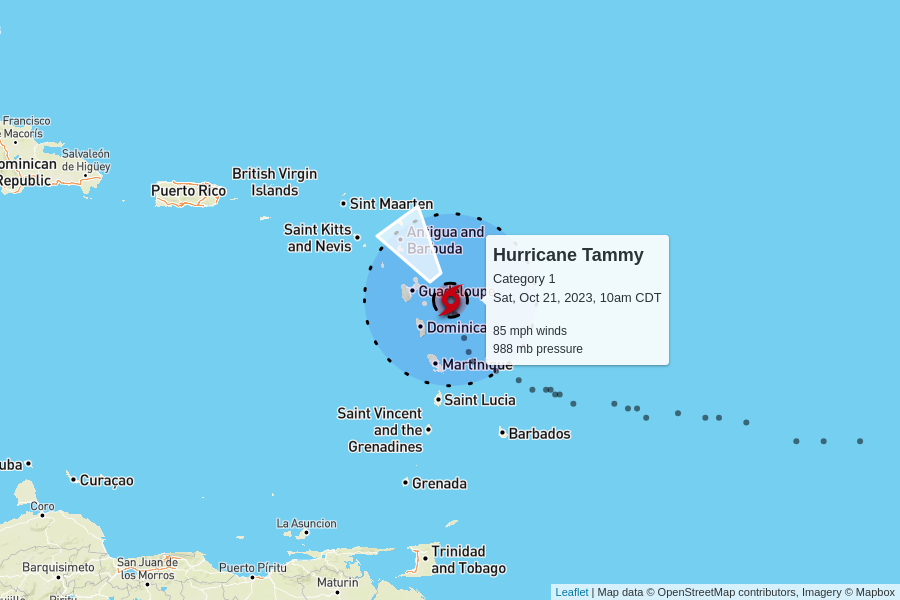 Francisco
Macorís
Salvaleón
de Higüey
ominican
Republic
Puerto Rico
British Virgin
Islands
Sint Maarten
Saint Kitts
and Nevis
Antigua and
Barbuda
Guadeloup
Dominica
Martinique
Hurricane Tammy
Category 1
Sat, Oct 21, 2023, 10am CDT
85 mph winds
988 mb pressure
Saint Lucia
Saint Vincent
and the
Grenadines
Barbados
Grenada
uba
Curaçao
Coro
La Asuncion
Trinidad
and Tobago
Barquisimeto
San Juan de
los Morros
Puerto Píritu
Maturin
Piritu
Leaflet | Map data © OpenStreetMap contributors, Imagery © Mapbox